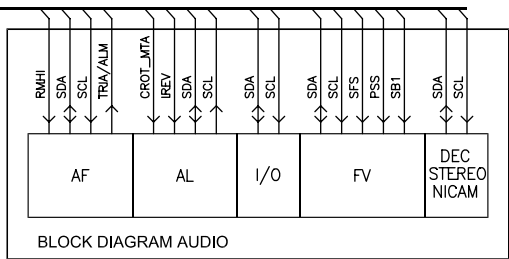 RMHI
SDA
SCL
TRIA/ALM
CROT_MTA
IREV
SDA
SCL
SDA
SCL
SDA
SCL
SFS
PSS
SB1
SDA
SCL
AF
AL
I/O
FV
DEC
STEREO
NICAM
BLOCK DIAGRAM AUDIO